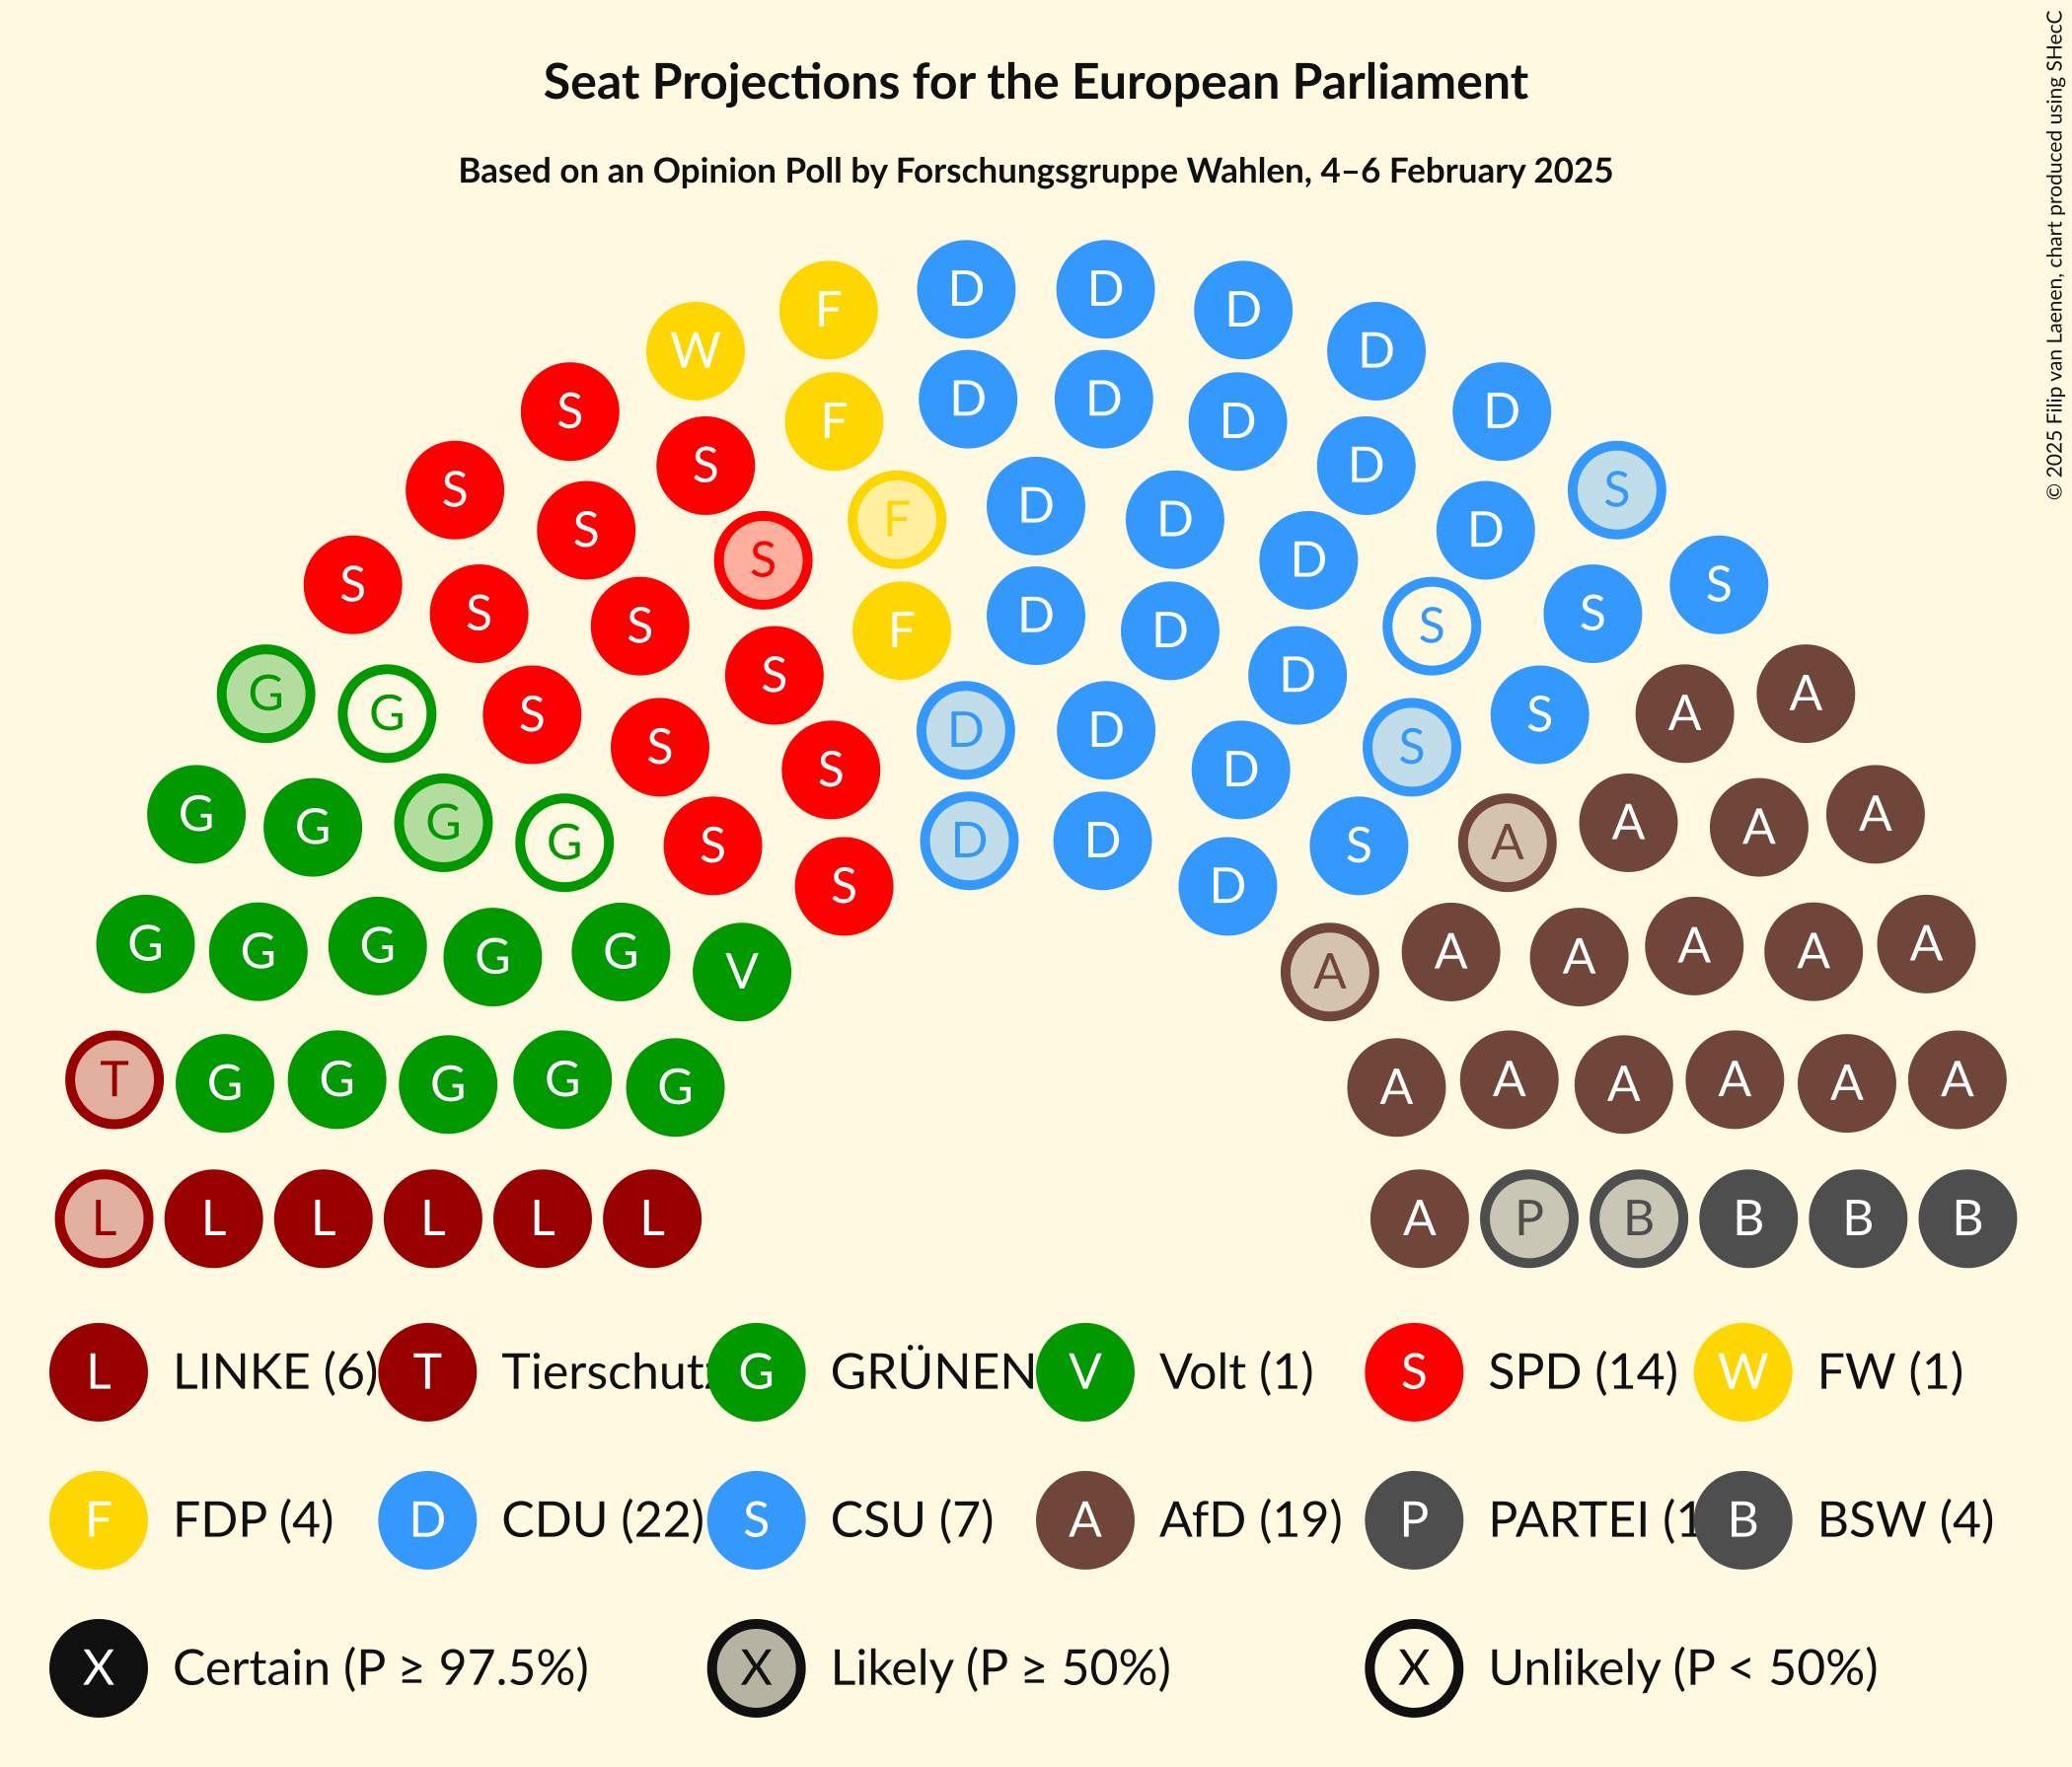 © 2025 Filip van Laenen, chart produced using SHecC
Seat Projections for the European Parliament
Based on an Opinion Poll by Forschungsgruppe Wahlen, 4–6 February 2025
F D D D
W D
S F D D D D
S S D S
S F D D D
S S D S
S S F D D S S
G G S S D S A A
S S D D D S
G G G G S D D S A A A A
S D
G G G G G V A A A A A A
T G G G G G A A A A A A
L L L L L L A P B B B B
L LINKE (6) T Tierschutz G GRÜNEN V Volt (1) S SPD (14) W FW (1)
F FDP (4) D CDU (22) S CSU (7) A AfD (19) P PARTEI (1 B BSW (4)
X Certain (P ≥ 97.5%) X Likely (P ≥ 50%) X Unlikely (P < 50%)